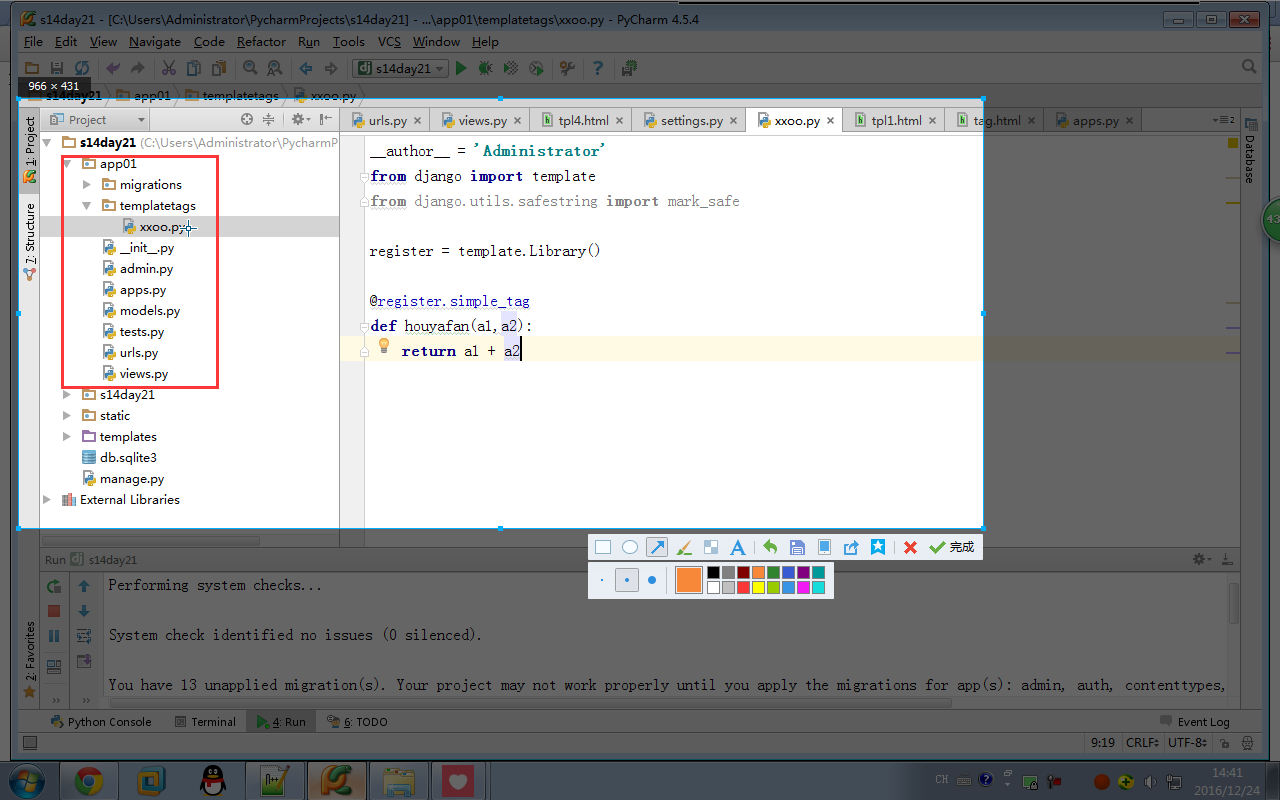 s14day21 - [C:\Users\Administrator\PycharmProjects\s14day21] - ...\app01\templatetags\xxoo.py - PyCharm 4.5.4
File Edit View Navigate Code Refactor Run Tools VCS Window Help
s14day21
966 × 431
s14day21 app01 templatetags xxoo.py
1: Project
7: Structure
2: Favorites
Project
s14day21 (C:\Users\Administrator\PycharmP
app01
migrations
templatetags
xxoo.py
__init__.py
admin.py
apps.py
models.py
tests.py
urls.py
views.py
s14day21
static
templates
db.sqlite3
manage.py
External Libraries
urls.py views.py tpl4.html settings.py xxoo.py tpl1.html tag.html apps.py
2
Database
43
__author__ = 'Administrator'
from django import template
from django.utils.safestring import mark_safe
register = template.Library()
@register.simple_tag
def houyafan(a1,a2):
return a1 + a2
完成
Run s14day21
Performing system checks...
System check identified no issues (0 silenced).
You have 13 unapplied migration(s). Your project may not work properly until you apply the migrations for app(s): admin, auth, contenttypes,
Python Console Terminal 4: Run 6: TODO Event Log
9:19 CRLF UTF-8
CH
14:41
2016/12/24